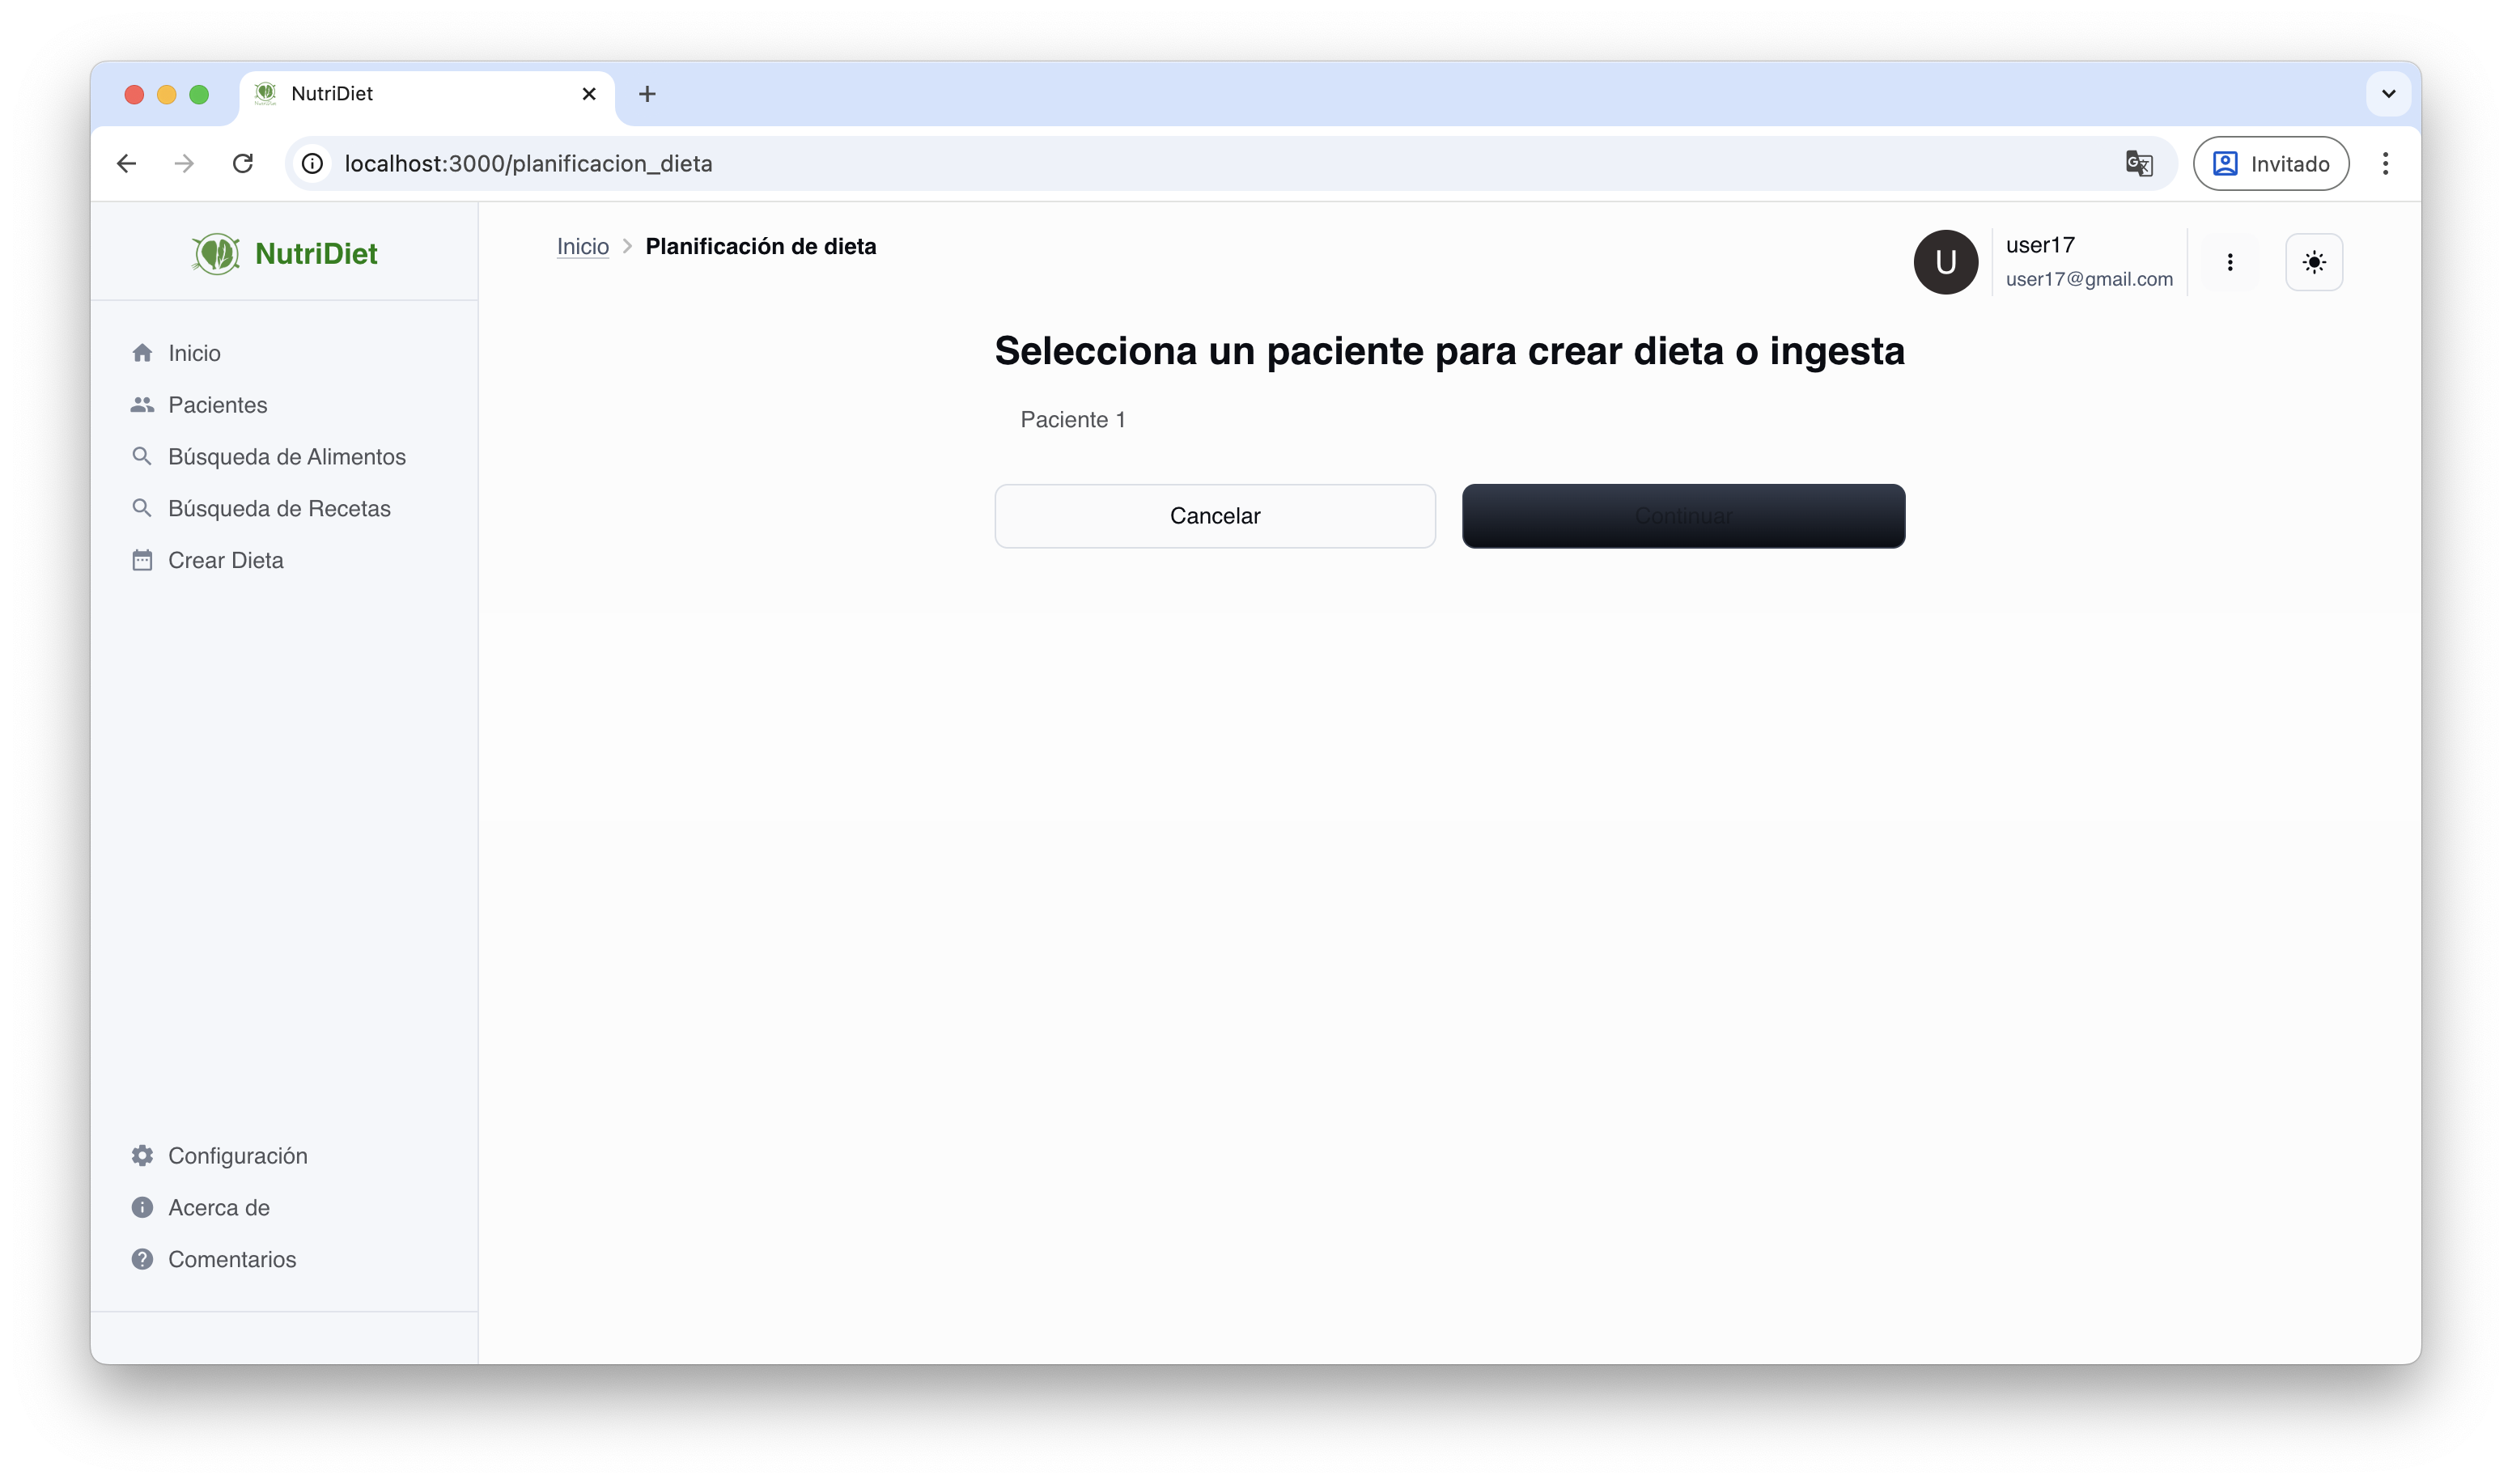 NutriDiet
localhost:3000/planificacion_dieta
Invitado
NutriDiet
Inicio
Pacientes
Búsqueda de Alimentos
Búsqueda de Recetas
Crear Dieta
Configuración
Acerca de
Comentarios
Inicio > Planificación de dieta
U
user17
user17@gmail.com
Selecciona un paciente para crear dieta o ingesta
Paciente 1
Cancelar
Continuar